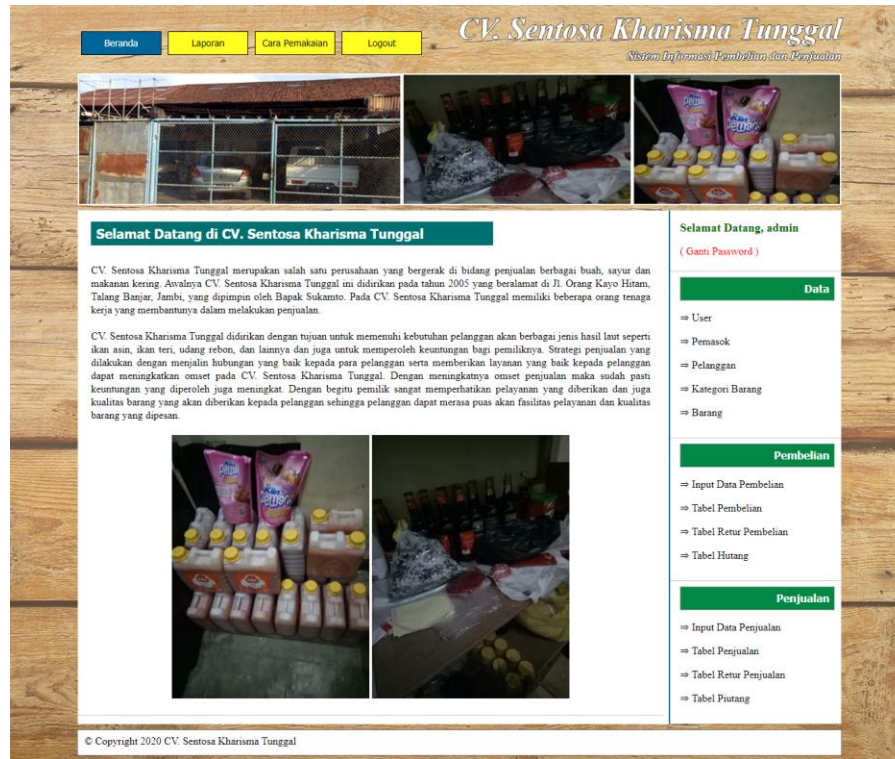 Beranda
Laporan
Cara Pemakaian
Logout
CV. Sentosa Kharisma Tunggal
Sistem Informasi Pembelian dan Penjualan
Selamat Datang di CV. Sentosa Kharisma Tunggal
CV. Sentosa Kharisma Tunggal merupakan salah satu perusahaan yang bergerak di bidang penjualan berbagai buah, sayur dan
makanan kering. Awalnya CV. Sentosa Kharisma Tunggal ini didirikan pada tahun 2005 yang beralamat di Jl. Orang Kayo Hitam,
Talang Banjar, Jambi, yang dipimpin oleh Bapak Sukamto. Pada CV. Sentosa Kharisma Tunggal memiliki beberapa orang tenaga
kerja yang membantunya dalam melakukan penjualan.
CV. Sentosa Kharisma Tunggal didirikan dengan tujuan untuk memenuhi kebutuhan pelanggan akan berbagai jenis hasil laut seperti
ikan asin, ikan teri, udang rebon, dan lainnya dan juga untuk memperoleh keuntungan bagi pemiliknya. Strategi penjualan yang
dilakukan dengan menjalin hubungan yang baik kepada para pelanggan serta memberikan layanan yang baik kepada pelanggan
dapat meningkatkan omset pada CV. Sentosa Kharisma Tunggal. Dengan meningkatnya omset penjualan maka sudah pasti
keuntungan yang diperoleh juga meningkat. Dengan begitu pemilik sangat memperhatikan pelayanan yang diberikan dan juga
kualitas barang yang akan diberikan kepada pelanggan sehingga pelanggan dapat merasa puas akan fasilitas pelayanan dan kualitas
barang yang dipesan.
Selamat Datang, admin
( Ganti Password )
Data
⇒ User
⇒ Pemasok
⇒ Pelanggan
⇒ Kategori Barang
⇒ Barang
Pembelian
⇒ Input Data Pembelian
⇒ Tabel Pembelian
⇒ Tabel Retur Pembelian
⇒ Tabel Hutang
Penjualan
⇒ Input Data Penjualan
⇒ Tabel Penjualan
⇒ Tabel Retur Penjualan
⇒ Tabel Piutang
© Copyright 2020 CV. Sentosa Kharisma Tunggal